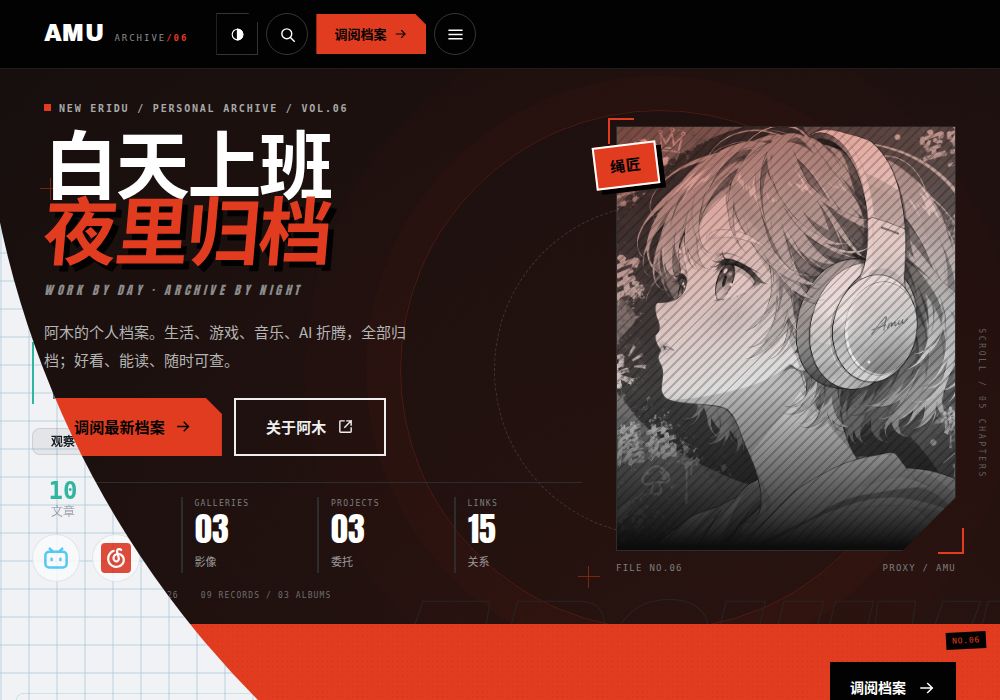 AMU ARCHIVE/06
调阅档案
NEW ERIDU / PERSONAL ARCHIVE / VOL.06
白天上班
夜里归档
WORK BY DAY · ARCHIVE BY NIGHT
阿木的个人档案。生活、游戏、音乐、AI 折腾，全部归
档；好看、能读、随时可查。
调阅最新档案
关于阿木
观察
10
文章
GALLERIES
03
影像
PROJECTS
03
委托
LINKS
15
关系
26 09 RECORDS / 03 ALBUMS
绳匠
Amu
蘑菇
FILE NO.06
PROXY / AMU
SCROLL / 05 CHAPTERS
NO.06
调阅档案